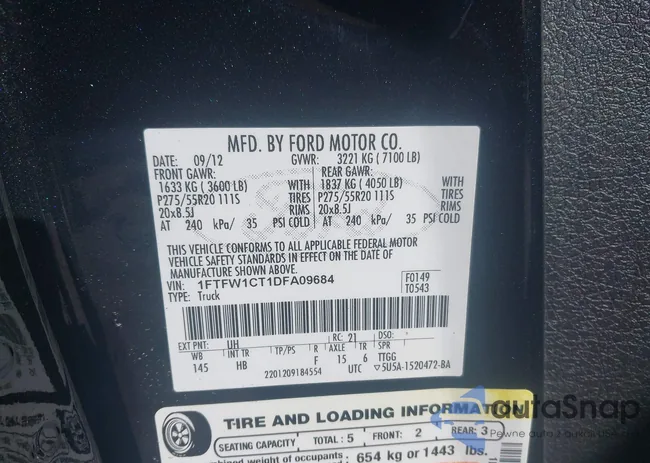 MFD. BY FORD MOTOR CO.
DATE: 09/12 GVWR: 3221 KG ( 7100 LB)
FRONT GAWR: REAR GAWR:
1633 KG ( 3600 LB) WITH 1837 KG ( 4050 LB) WITH
P275/55R20 111S TIRES P275/55R20 111S TIRES
20x8.5J RIMS 20x8.5J RIMS
AT 240 kPa/ 35 PSI COLD AT 240 kPa/ 35 PSI COLD
THIS VEHICLE CONFORMS TO ALL APPLICABLE FEDERAL MOTOR
VEHICLE SAFETY STANDARDS IN EFFECT ON THE DATE OF
MANUFACTURE SHOWN ABOVE.
VIN: 1FTFW1CT1DFA09684 F0149
TYPE: Truck T0543
EXT PNT: UH RC: 21 DSO:
WB INT TR TP/PS R AXLE TR SPR
145 HB F 15 6 TTGG
2201209184554 UTC 5U5A-1520472-BA
TIRE AND LOADING INFORMATION
SEATING CAPACITY TOTAL: 5 FRONT: 2 REAR: 3
weight of occupants: 654 kg or 1443 lbs.
autoSnap
Pewne auto z